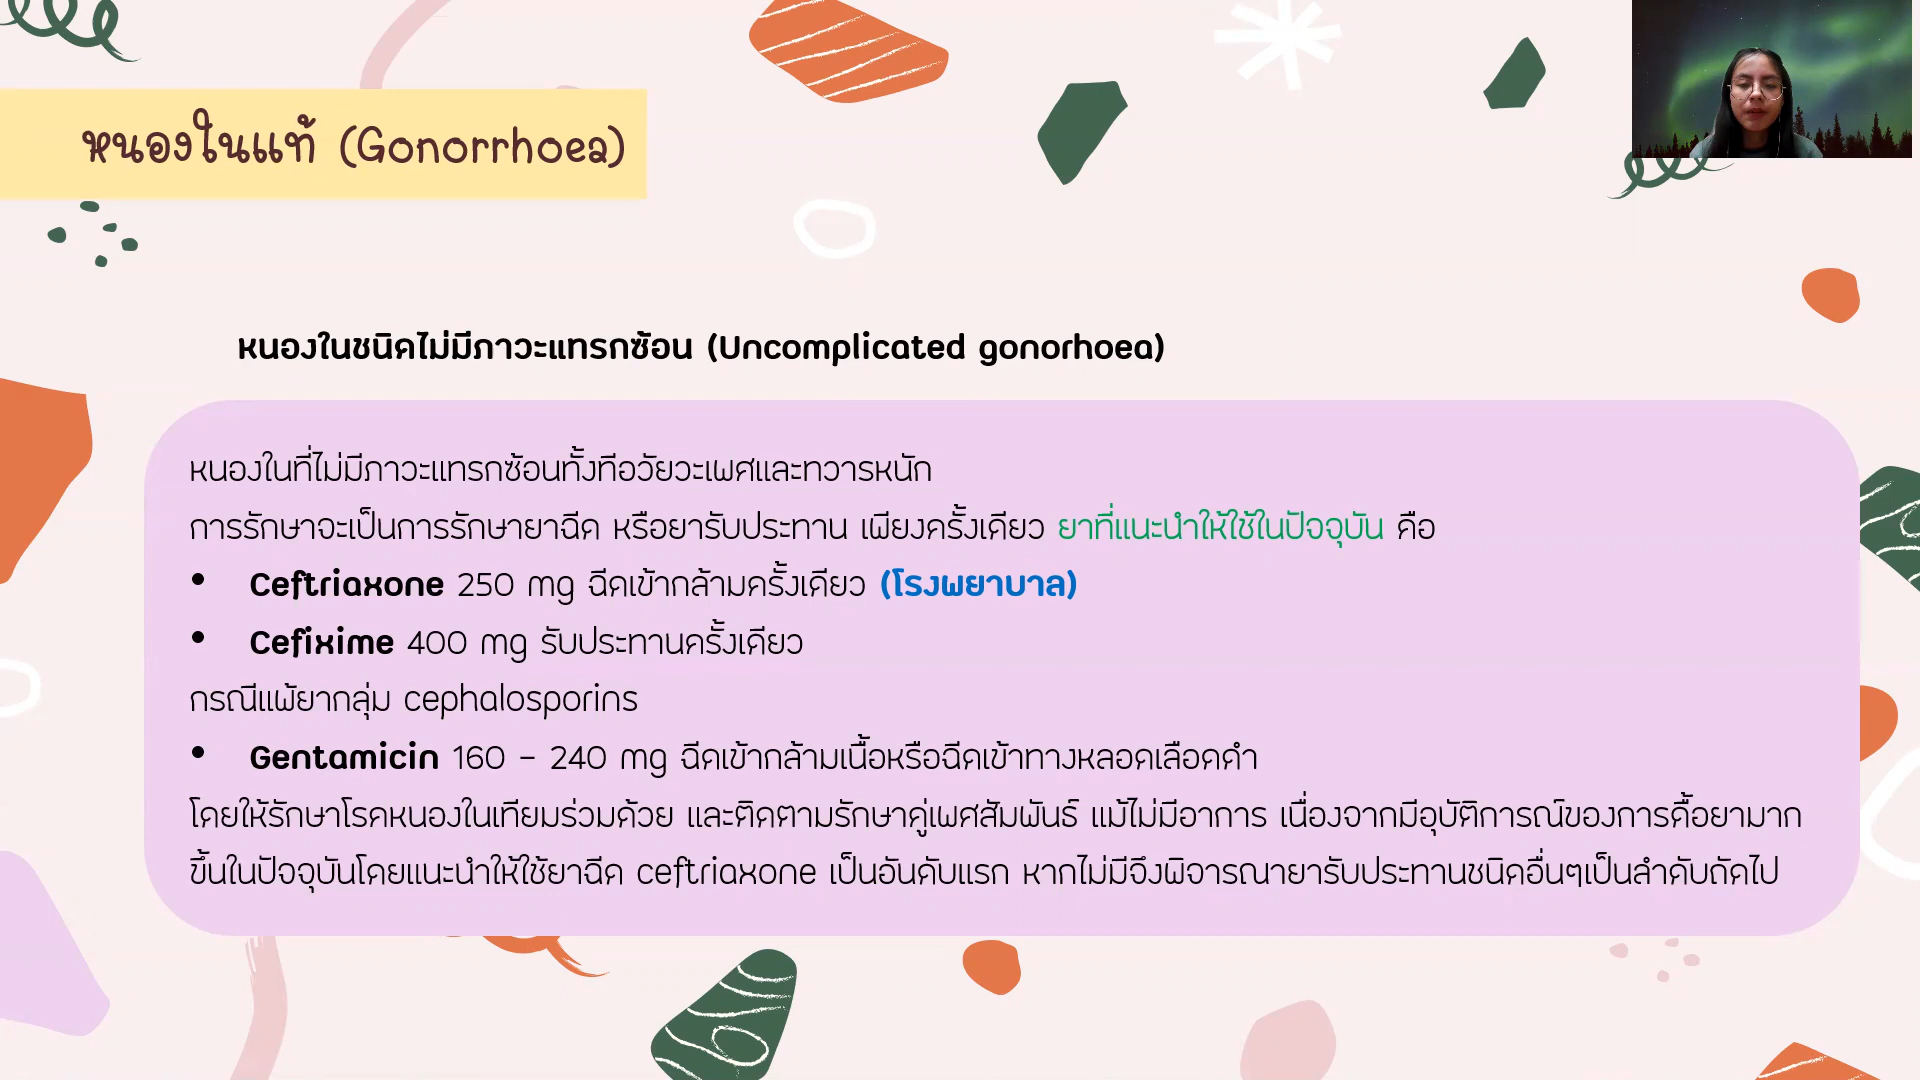 หนองในแท้ (Gonorrhoea)
หนองในชนิดไม่มีภาวะแทรกซ้อน (Uncomplicated gonorhoea)
หนองในที่ไม่มีภาวะแทรกซ้อนทั้งทีอวัยวะเพศและทวารหนัก
การรักษาจะเป็นการรักษายาฉีด หรือยารับประทาน เพียงครั้งเดียว ยาที่แนะนำให้ใช้ในปัจจุบัน คือ
• Ceftriaxone 250 mg ฉีดเข้ากล้ามครั้งเดียว (โรงพยาบาล)
• Cefixime 400 mg รับประทานครั้งเดียว
กรณีแพ้ยากลุ่ม cephalosporins
• Gentamicin 160 - 240 mg ฉีดเข้ากล้ามเนื้อหรือฉีดเข้าทางหลอดเลือดดำ
โดยให้รักษาโรคหนองในเทียมร่วมด้วย และติดตามรักษาคู่เพศสัมพันธ์ แม้ไม่มีอาการ เนื่องจากมีอุบัติการณ์ของการดื้อยามาก
ขึ้นในปัจจุบันโดยแนะนำให้ใช้ยาฉีด ceftriaxone เป็นอันดับแรก หากไม่มีจึงพิจารณายารับประทานชนิดอื่นๆเป็นลำดับถัดไป